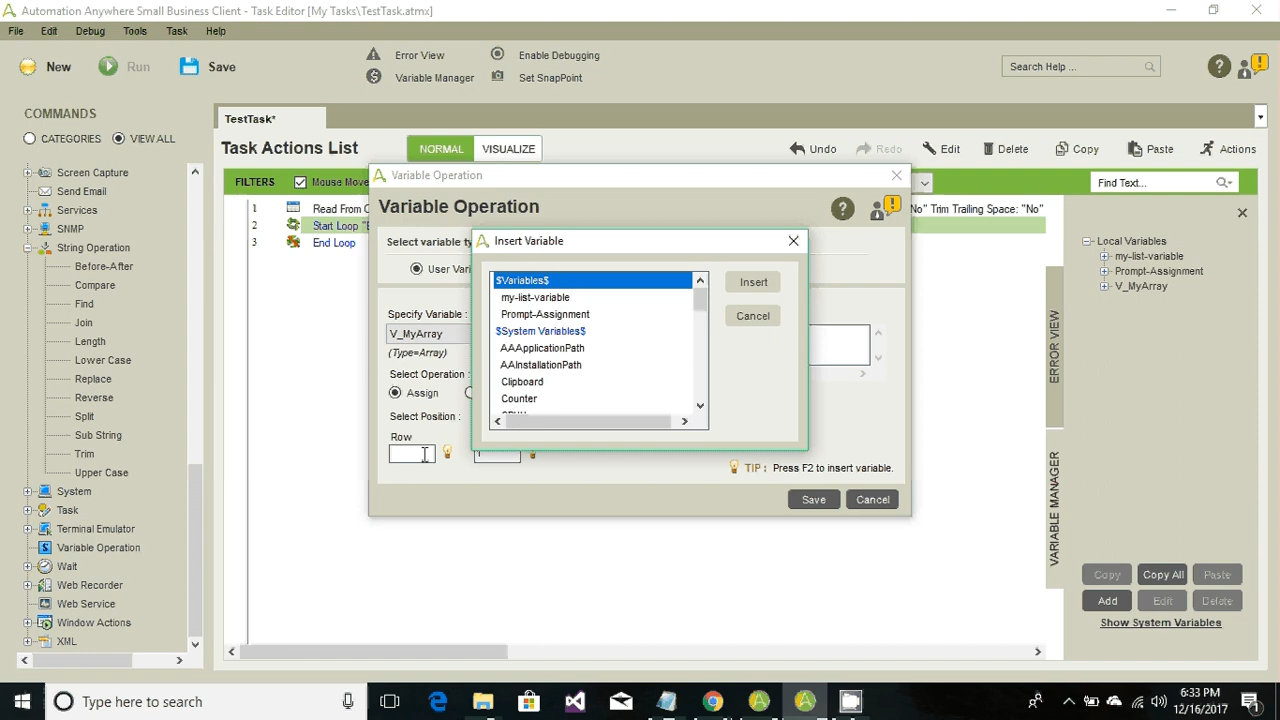 Automation Anywhere Small Business Client - Task Editor [My Tasks\TestTask.atmx]
File Edit Debug Tools Task Help
New Run Save
Error View
Variable Manager
Enable Debugging
Set SnapPoint
Search Help ...
COMMANDS
CATEGORIES VIEW ALL
Screen Capture
Send Email
Services
SNMP
String Operation
Before-After
Compare
Find
Join
Length
Lower Case
Replace
Reverse
Split
Sub String
Trim
Upper Case
System
Task
Terminal Emulator
Variable Operation
Wait
Web Recorder
Web Service
Window Actions
XML
TestTask*
Task Actions List
NORMAL VISUALIZE
Undo Redo Edit Delete Copy Paste Actions
FILTERS Mouse Move
Find Text...
1 Read From "No" Trim Trailing Space: "No"
2 Start Loop
3 End Loop
Variable Operation
Variable Operation
Select variable
User
Specify Variable :
V_MyArray
(Type=Array)
Select Operation :
Assign
Select Position :
Row
1
TIP : Press F2 to insert variable.
Save Cancel
Insert Variable
$Variables$
my-list-variable
Prompt-Assignment
$System Variables$
AAApplicationPath
AAInstallationPath
Clipboard
Counter
Insert
Cancel
ERROR VIEW
VARIABLE MANAGER
Local Variables
my-list-variable
Prompt-Assignment
V_MyArray
Copy Copy All Paste
Add Edit Delete
Show System Variables
Type here to search
6:33 PM
12/16/2017
1